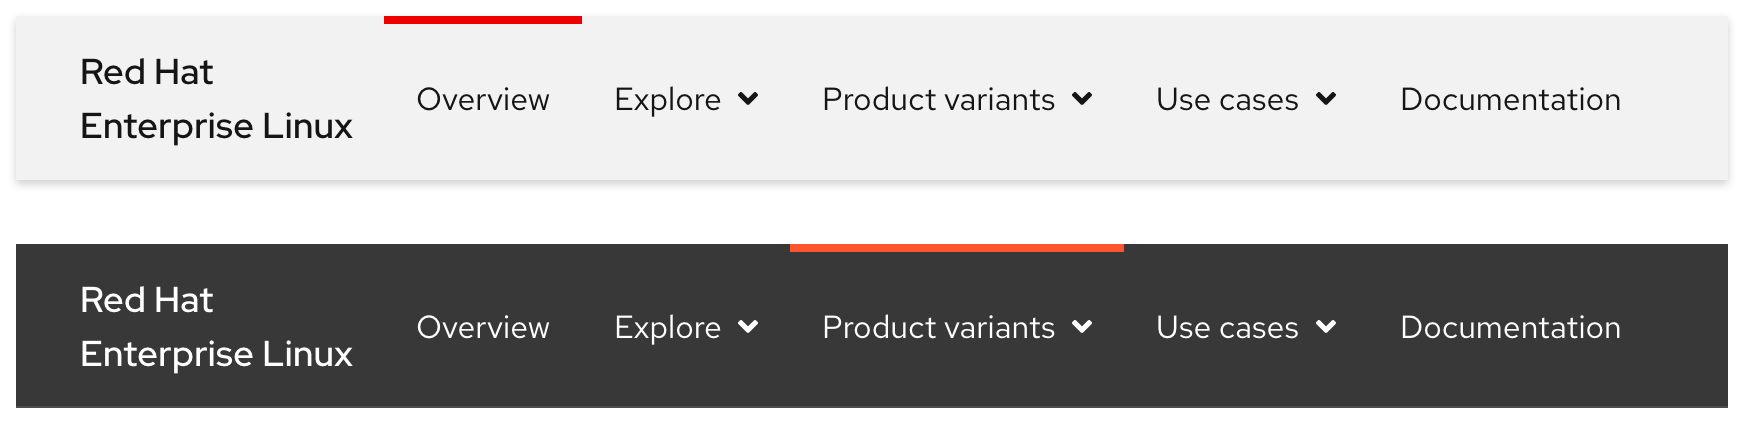 Red Hat
Enterprise Linux
Overview
Explore
Product variants
Use cases
Documentation
Red Hat
Enterprise Linux
Overview
Explore
Product variants
Use cases
Documentation